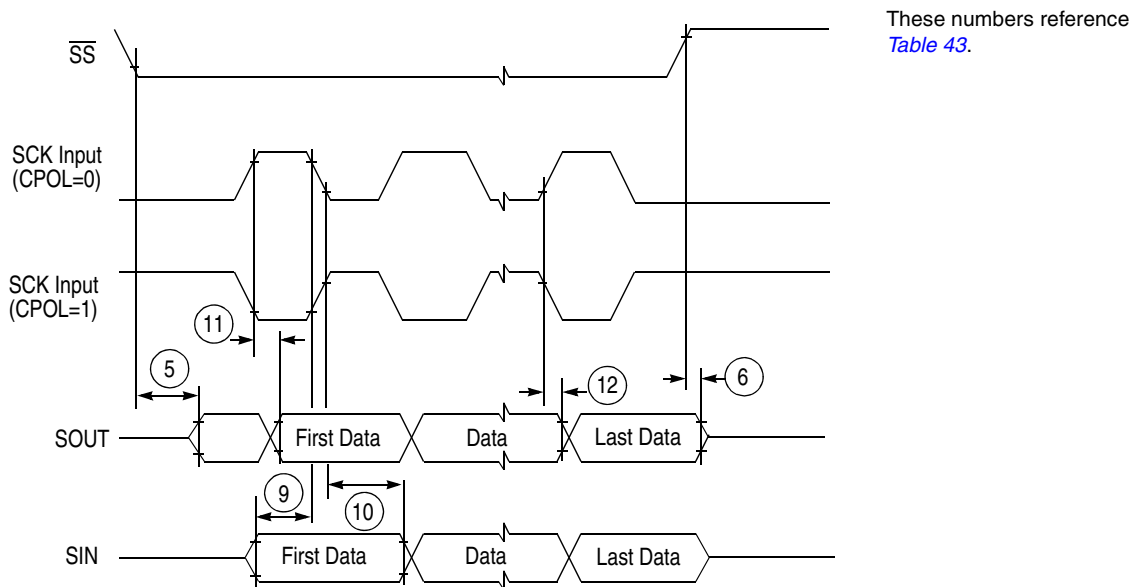 These numbers reference
Table 43.
SS
SCK Input
(CPOL=0)
SCK Input
(CPOL=1)
11
5
12
6
SOUT
First Data
Data
Last Data
9
10
SIN
First Data
Data
Last Data